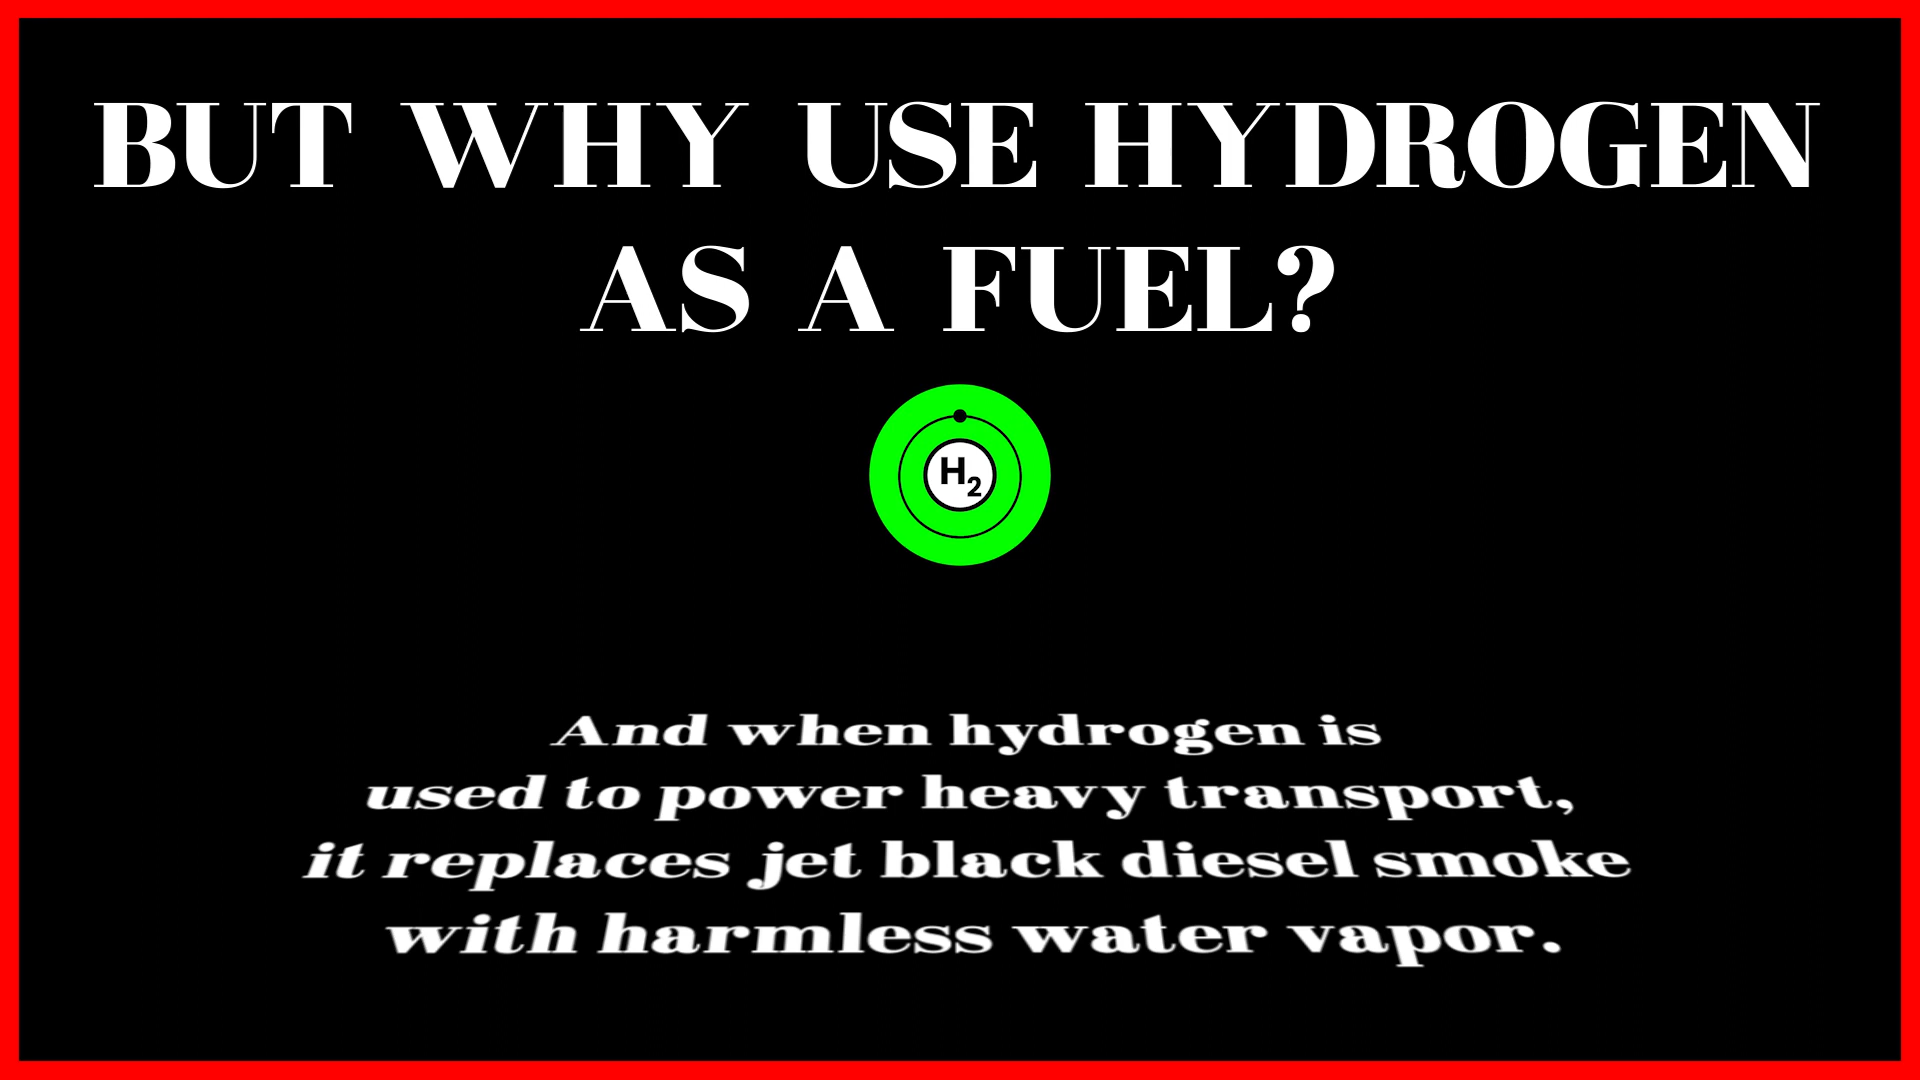 BUT WHY USE HYDROGEN
AS A FUEL?
H₂
And when hydrogen is
used to power heavy transport,
it replaces jet black diesel smoke
with harmless water vapor.